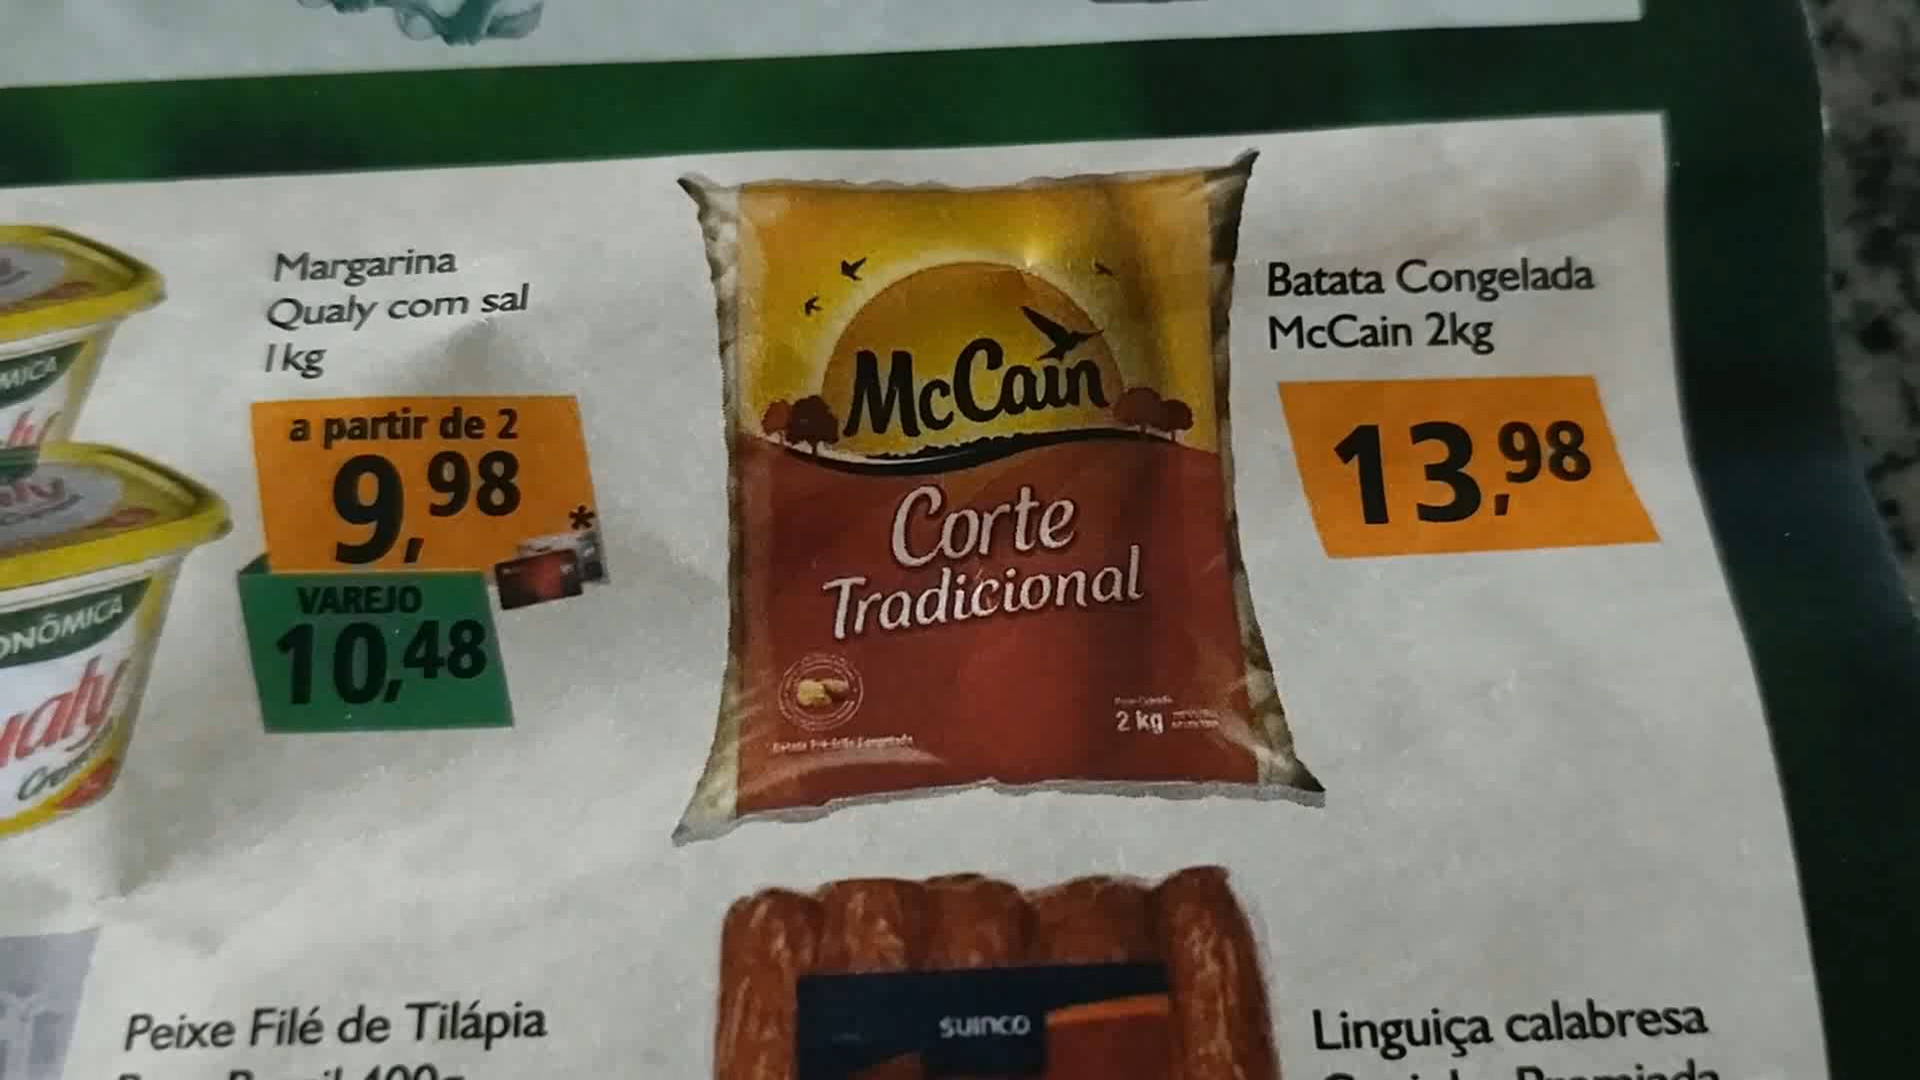 Margarina
Qualy com sal
1kg
a partir de 2
9,98
*
VAREJO
10,48
McCain
Corte
Tradicional
2 kg
Batata Congelada
McCain 2kg
13,98
Peixe Filé de Tilápia
suinco
Linguiça calabresa